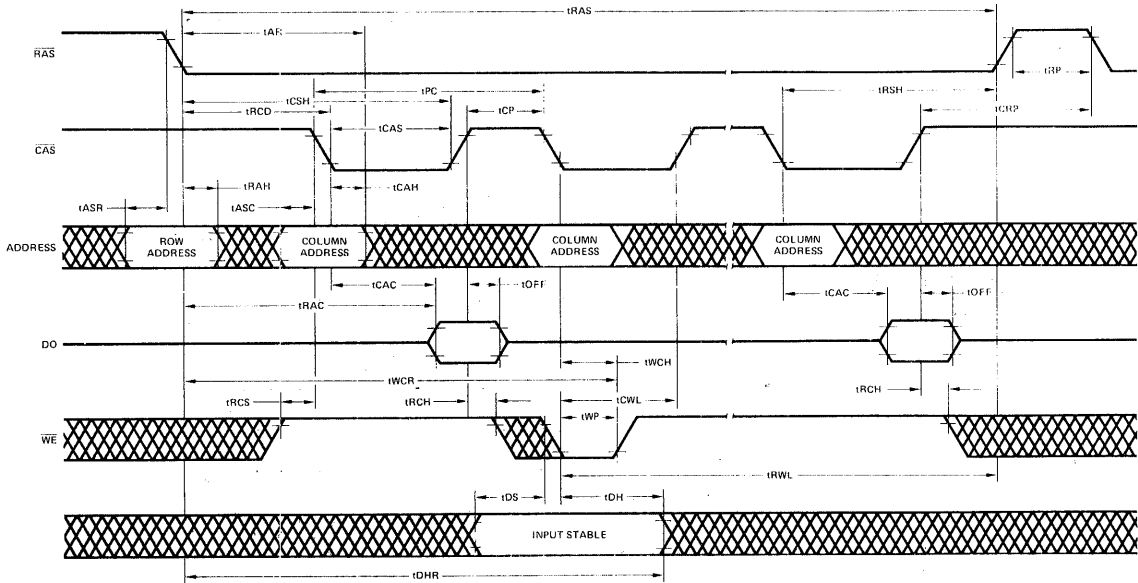 tRAS
tAR
RAS
tRP
tPC
tRSH
tCSH
tCP
tCRP
tRCD
tCAS
CAS
tRAH
tCAH
tASR
tASC
ADDRESS
ROW ADDRESS
COLUMN ADDRESS
COLUMN ADDRESS
COLUMN ADDRESS
tCAC
tOFF
tCAC
tOFF
tRAC
DO
tWCH
tWCR
tRCH
tRCS
tRCH
tCWL
tWP
WE
tRWL
tDS
tDH
INPUT STABLE
tDHR